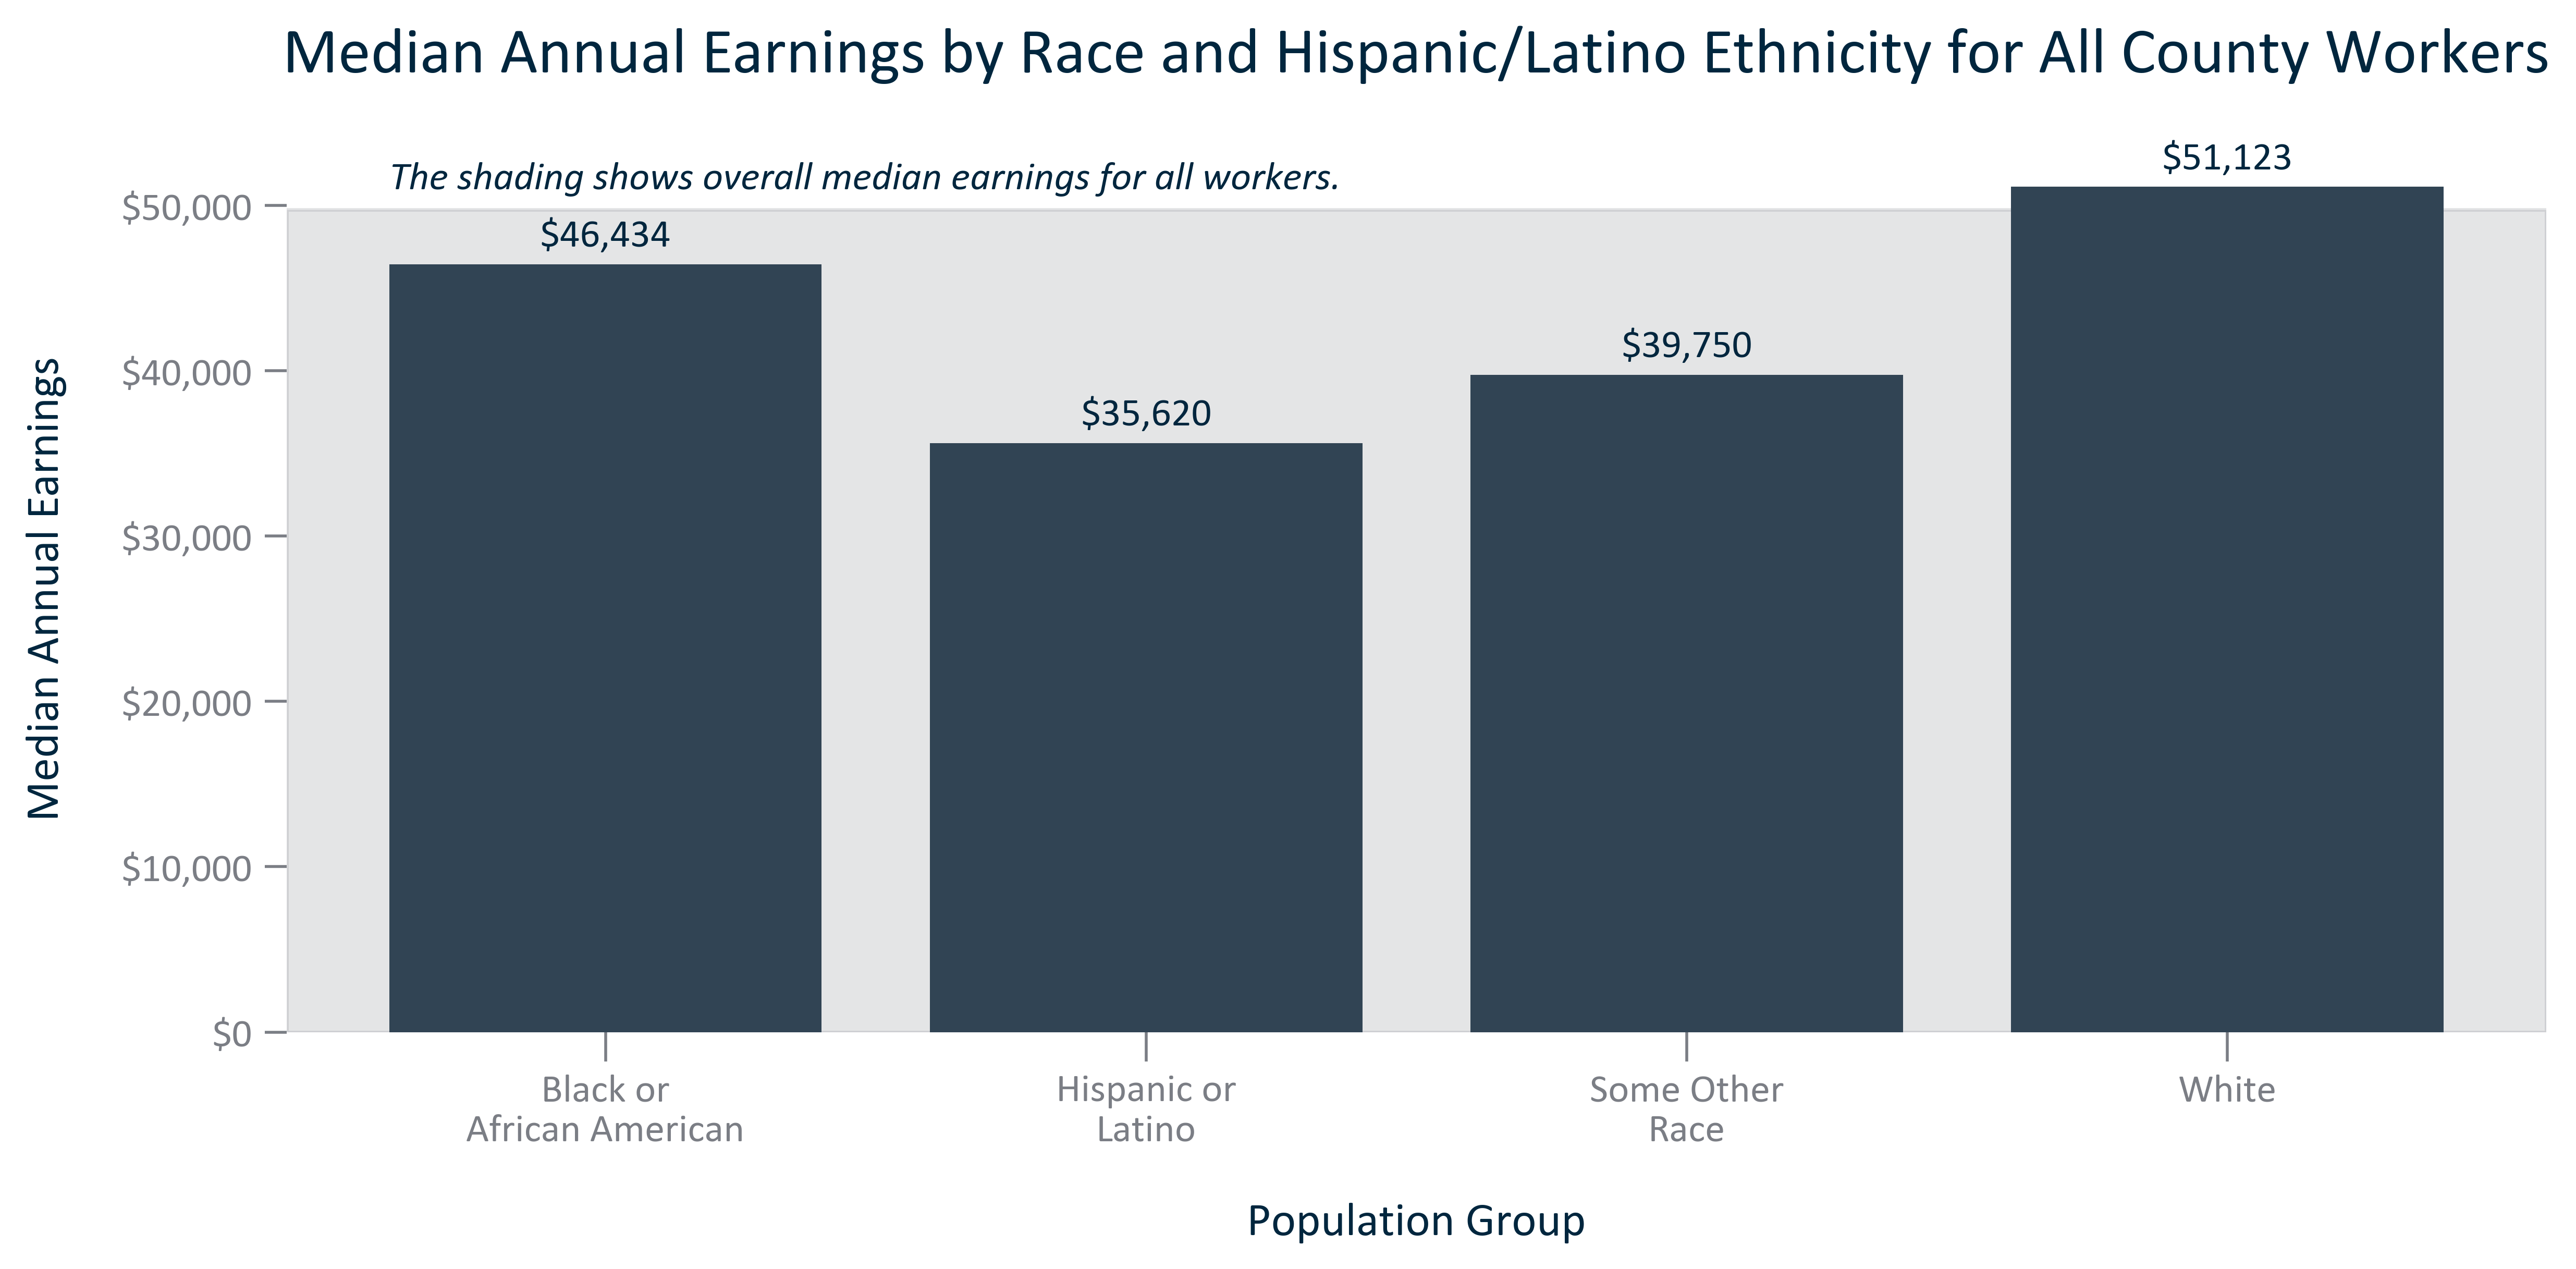 Median Annual Earnings by Race and Hispanic/Latino Ethnicity for All County Workers
The shading shows overall median earnings for all workers.
$51,123
$50,000
$46,434
$39,750
$40,000
$35,620
$30,000
$20,000
$10,000
$0
Median Annual Earnings
Black or
African American
Hispanic or
Latino
Some Other
Race
White
Population Group